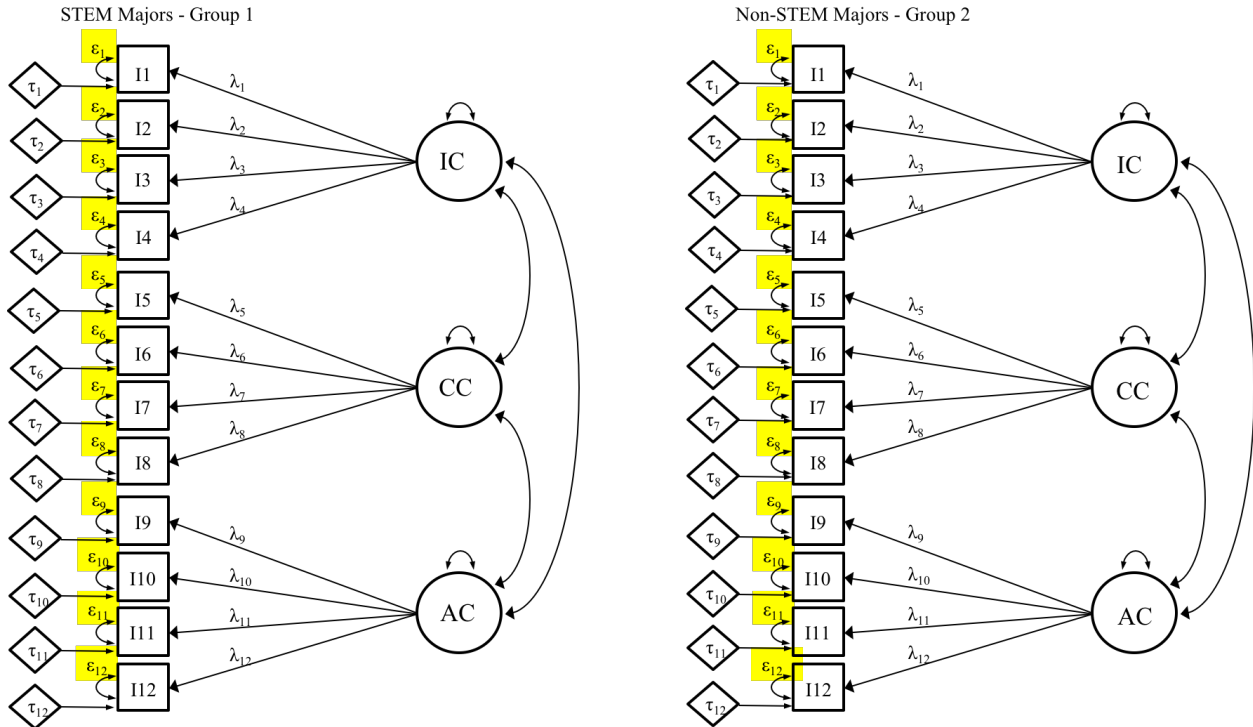 STEM Majors - Group 1
ε1 I1 λ1
τ1
ε2 I2 λ2 IC
τ2
ε3 I3 λ3
τ3
ε4 I4 λ4
τ4
ε5 I5 λ5
τ5
ε6 I6 λ6
τ6 CC
ε7 I7 λ7
τ7
ε8 I8 λ8
τ8
ε9 I9 λ9
τ9
ε10 I10 λ10
τ10 AC
ε11 I11 λ11
τ11
ε12 I12 λ12
τ12
Non-STEM Majors - Group 2
ε1 I1 λ1
τ1
ε2 I2 λ2 IC
τ2
ε3 I3 λ3
τ3
ε4 I4 λ4
τ4
ε5 I5 λ5
τ5
ε6 I6 λ6
τ6 CC
ε7 I7 λ7
τ7
ε8 I8 λ8
τ8
ε9 I9 λ9
τ9
ε10 I10 λ10
τ10 AC
ε11 I11 λ11
τ11
ε12 I12 λ12
τ12